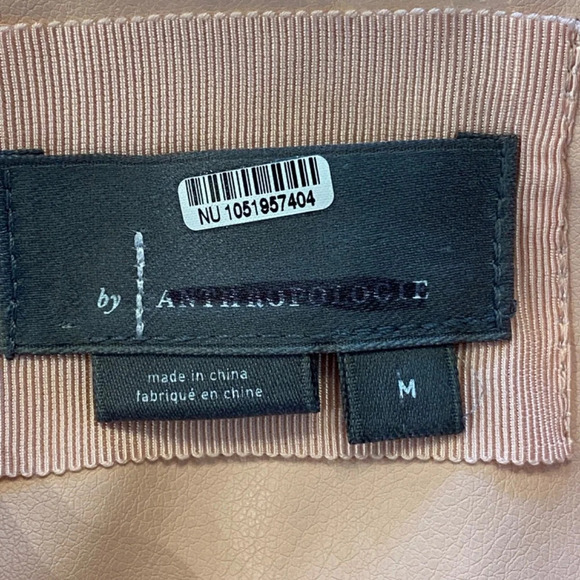 NU 1051957404
by ANTHROPOLOGIE
made in china
fabriqué en chine
M